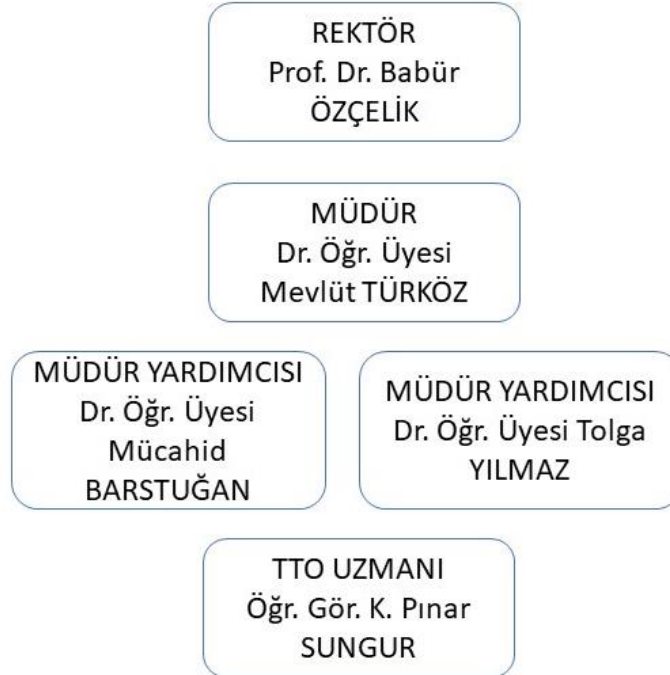 REKTÖR
Prof. Dr. Babür
ÖZÇELİK
MÜDÜR
Dr. Öğr. Üyesi
Mevlüt TÜRKÖZ
MÜDÜR YARDIMCISI
Dr. Öğr. Üyesi
Mücahid
BARSTUĞAN
MÜDÜR YARDIMCISI
Dr. Öğr. Üyesi Tolga
YILMAZ
TTO UZMANI
Öğr. Gör. K. Pınar
SUNGUR